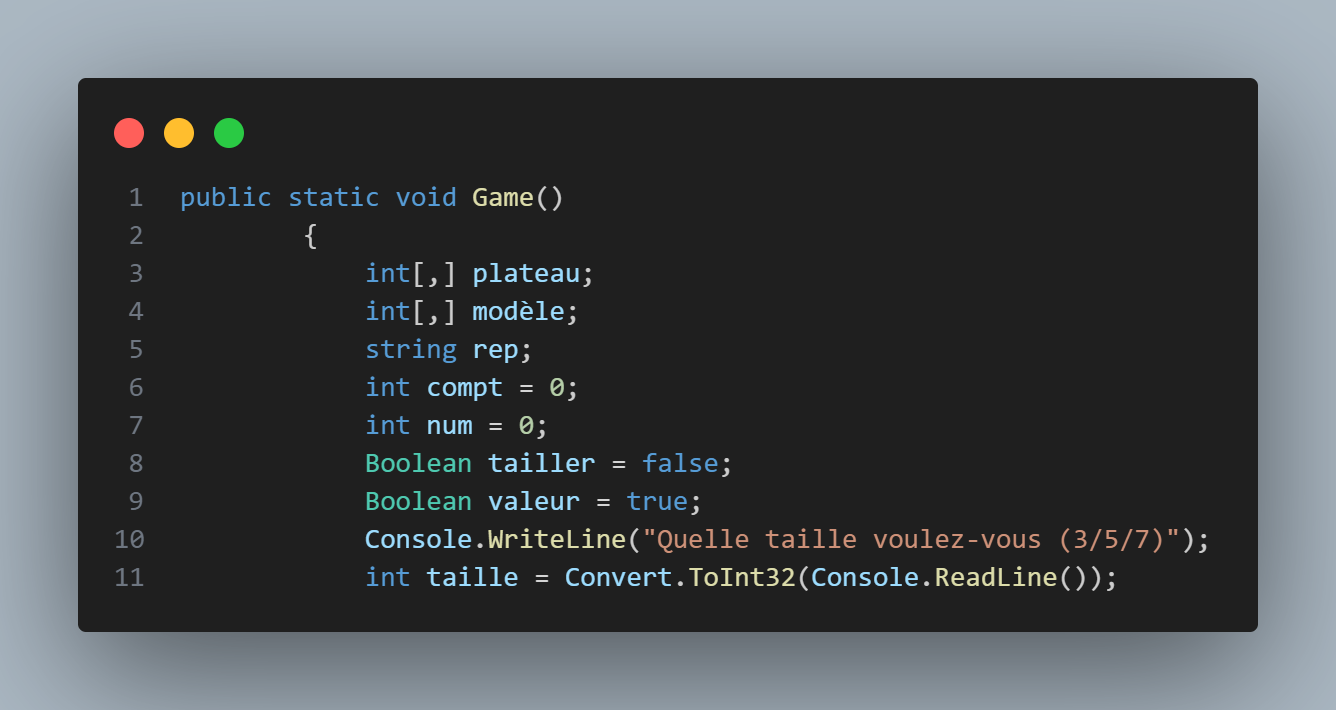 1 public static void Game()
2         {
3             int[,] plateau;
4             int[,] modèle;
5             string rep;
6             int compt = 0;
7             int num = 0;
8             Boolean tailler = false;
9             Boolean valeur = true;
10             Console.WriteLine("Quelle taille voulez-vous (3/5/7)");
11             int taille = Convert.ToInt32(Console.ReadLine());